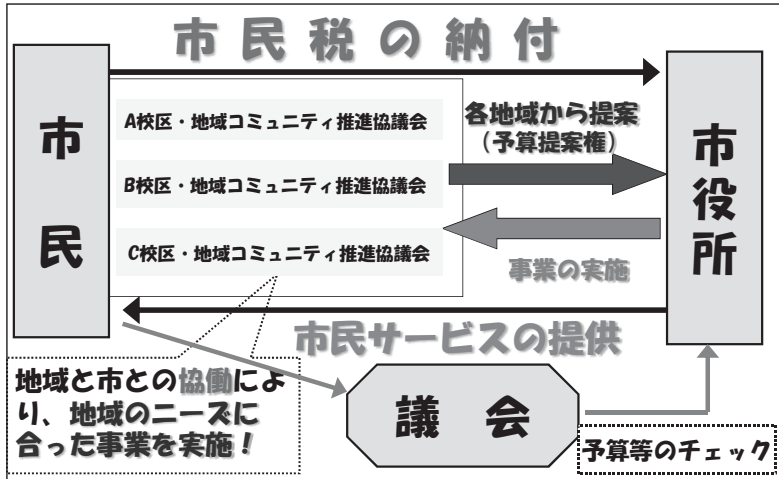 市民税の納付
市民
A校区・地域コミュニティ推進協議会
B校区・地域コミュニティ推進協議会
C校区・地域コミュニティ推進協議会
各地域から提案
(予算提案権)
事業の実施
市役所
市民サービスの提供
地域と市との協働によ
り、地域のニーズに
合った事業を実施!
議会
予算等のチェック